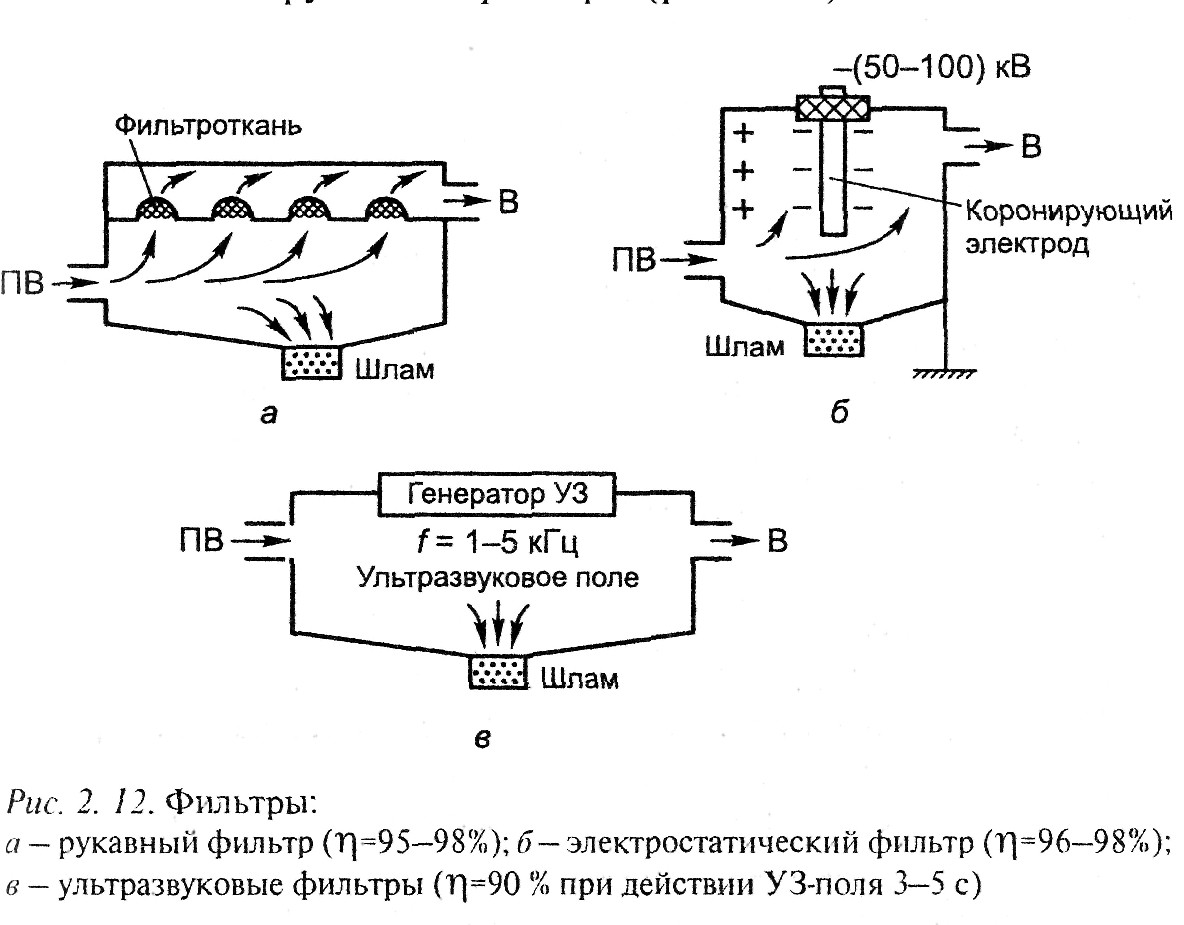 Фильтроткань
В
ПВ
Шлам
а
–(50–100) кВ
+ – –
+ – –
+ – –
В
Коронирующий
электрод
ПВ
Шлам
б
Генератор УЗ
ПВ
f = 1–5 кГц
В
Ультразвуковое поле
Шлам
в
Рис. 2. 12. Фильтры:
а – рукавный фильтр (η=95–98%); б – электростатический фильтр (η=96–98%);
в – ультразвуковые фильтры (η=90 % при действии УЗ-поля 3–5 с)